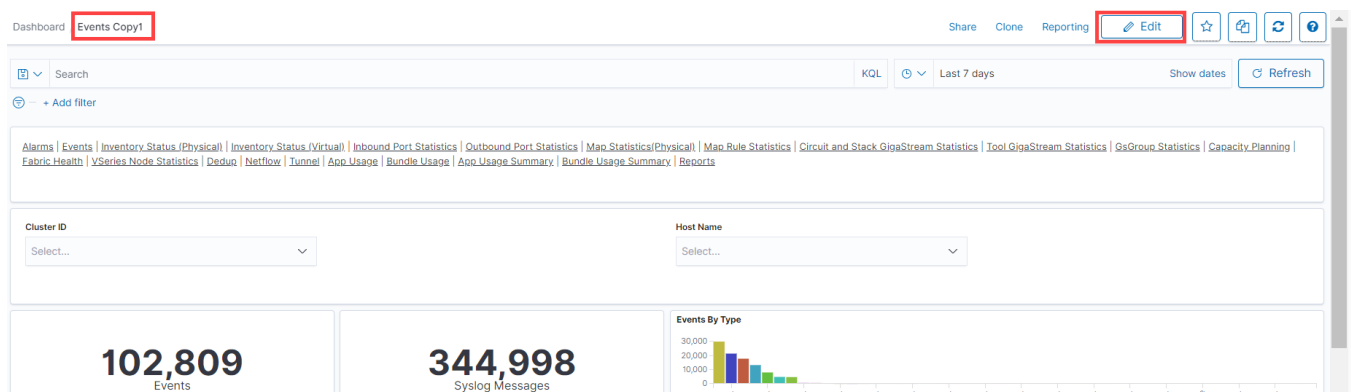 Dashboard Events Copy1 Share Clone Reporting Edit
Search KQL Last 7 days Show dates Refresh
+ Add filter
Alarms | Events | Inventory Status (Physical) | Inventory Status (Virtual) | Inbound Port Statistics | Outbound Port Statistics | Map Statistics(Physical) | Map Rule Statistics | Circuit and Stack GigaStream Statistics | Tool GigaStream Statistics | GsGroup Statistics | Capacity Planning |
Fabric Health | VSeries Node Statistics | Dedup | Netflow | Tunnel | App Usage | Bundle Usage | App Usage Summary | Bundle Usage Summary | Reports
Cluster ID Host Name
Select... Select...
Events By Type
30,000
20,000
10,000
0
102,809 344,998
Events Syslog Messages